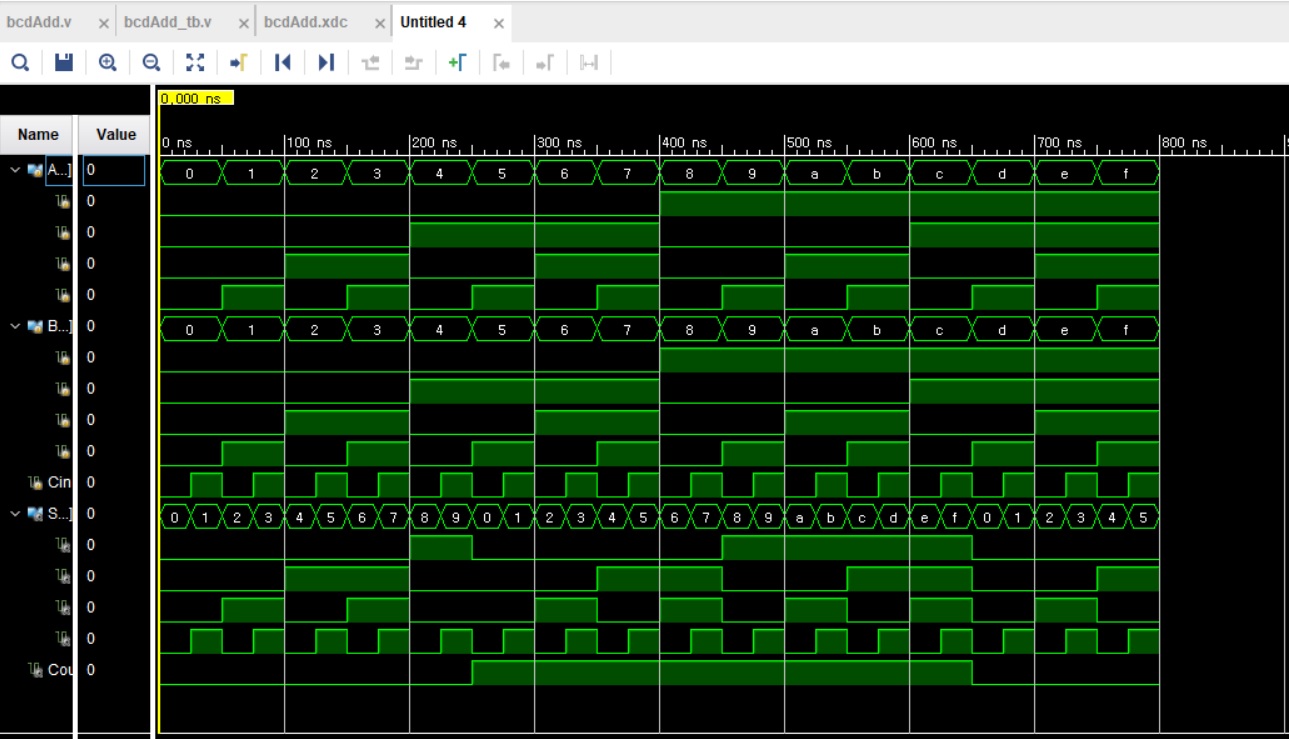 bcdAdd.v × bcdAdd_tb.v × bcdAdd.xdc × Untitled 4 ×
0,000 ns
Name Value
0 ns 100 ns 200 ns 300 ns 400 ns 500 ns 600 ns 700 ns 800 ns
A...] 0 0 1 2 3 4 5 6 7 8 9 a b c d e f
0
0
0
0
B...] 0 0 1 2 3 4 5 6 7 8 9 a b c d e f
0
0
0
0
Cin 0
S...] 0 0 1 2 3 4 5 6 7 8 9 0 1 2 3 4 5 6 7 8 9 a b c d e f 0 1 2 3 4 5
0
0
0
0
Cou 0